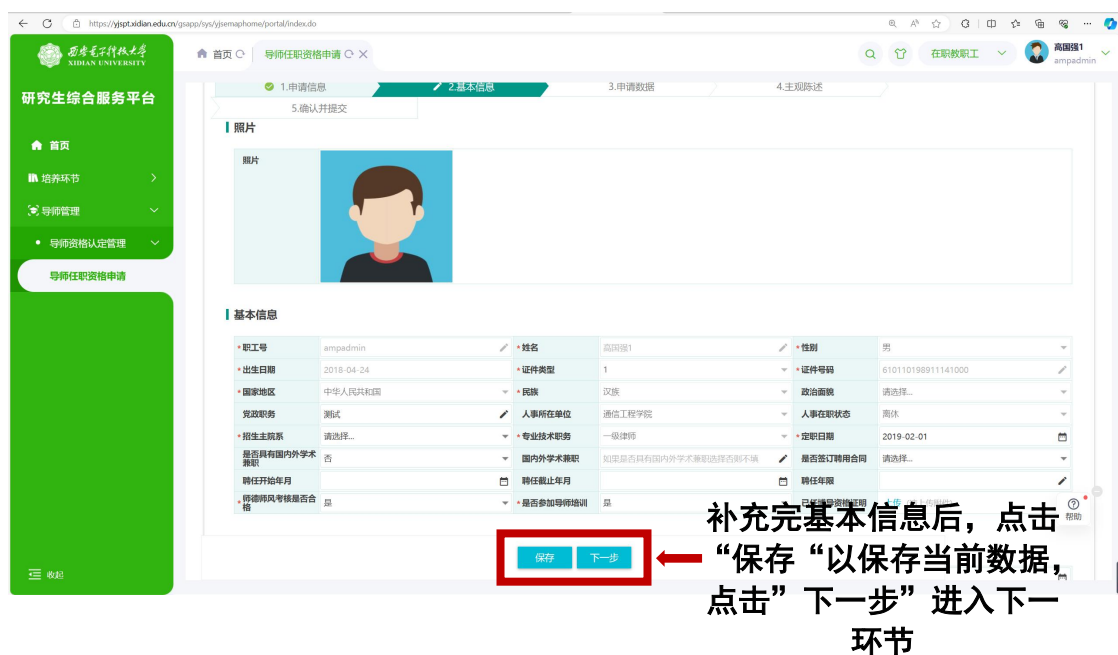 https://yjspt.xidian.edu.cn/gsapp/sys/yjsemaphome/portal/index.do
西安电子科技大学
XIDIAN UNIVERSITY
首页
导师任职资格申请
在职教职工
高国强1
ampadmin
研究生综合服务平台
首页
培养环节
导师管理
导师资格认定管理
导师任职资格申请
收起
1.申请信息
2.基本信息
3.申请数据
4.主观陈述
5.确认并提交
照片
照片
基本信息
*职工号 ampadmin *姓名 高国强1 *性别 男
*出生日期 2018-04-24 *证件类型 1 *证件号码 610110198911141000
*国家地区 中华人民共和国 *民族 汉族 政治面貌 请选择...
党政职务 测试 人事所在单位 通信工程学院 人事在职状态 离休
*招生主院系 请选择... *专业技术职务 一级律师 *定职日期 2019-02-01
是否具有国内外学术兼职 否 国内外学术兼职 如果是否具有国内外学术兼职选择否则不填 是否签订聘用合同 请选择...
聘任开始年月 聘任截止年月 聘任年限
*师德师风考核是否合格 是 *是否参加导师培训 是
保存 下一步
帮助
补充完基本信息后，点击
“保存“以保存当前数据，
点击”下一步”进入下一
环节